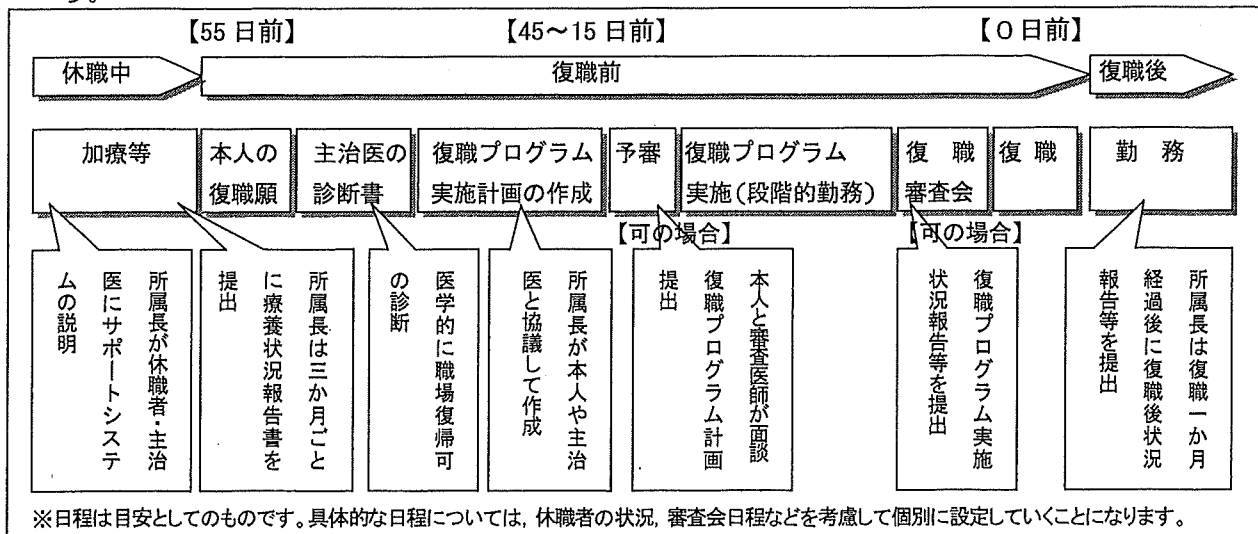 す。
【55 日前】 【45～15 日前】 【0 日前】
休職中 復職前 復職後
加療等
本人の
復職願
主治医の
診断書
復職プログラム
実施計画の作成
予審
復職プログラム
実施(段階的勤務)
復 職
審査会
復 職
勤 務
【可の場合】 【可の場合】
所属長が休職者・主治
医にサポートシステ
ムの説明
所属長は三か月ごと
に療養状況報告書を
提出
医学的に職場復帰可
の診断
所属長が本人や主治
医と協議して作成
本人と審査医師が面談
復職プログラム計画
提出
復職プログラム実施
状況報告等を提出
所属長は復職一か月
経過後に復職後状況
報告等を提出
※日程は目安としてのものです。具体的な日程については，休職者の状況，審査会日程などを考慮して個別に設定していくことになります。